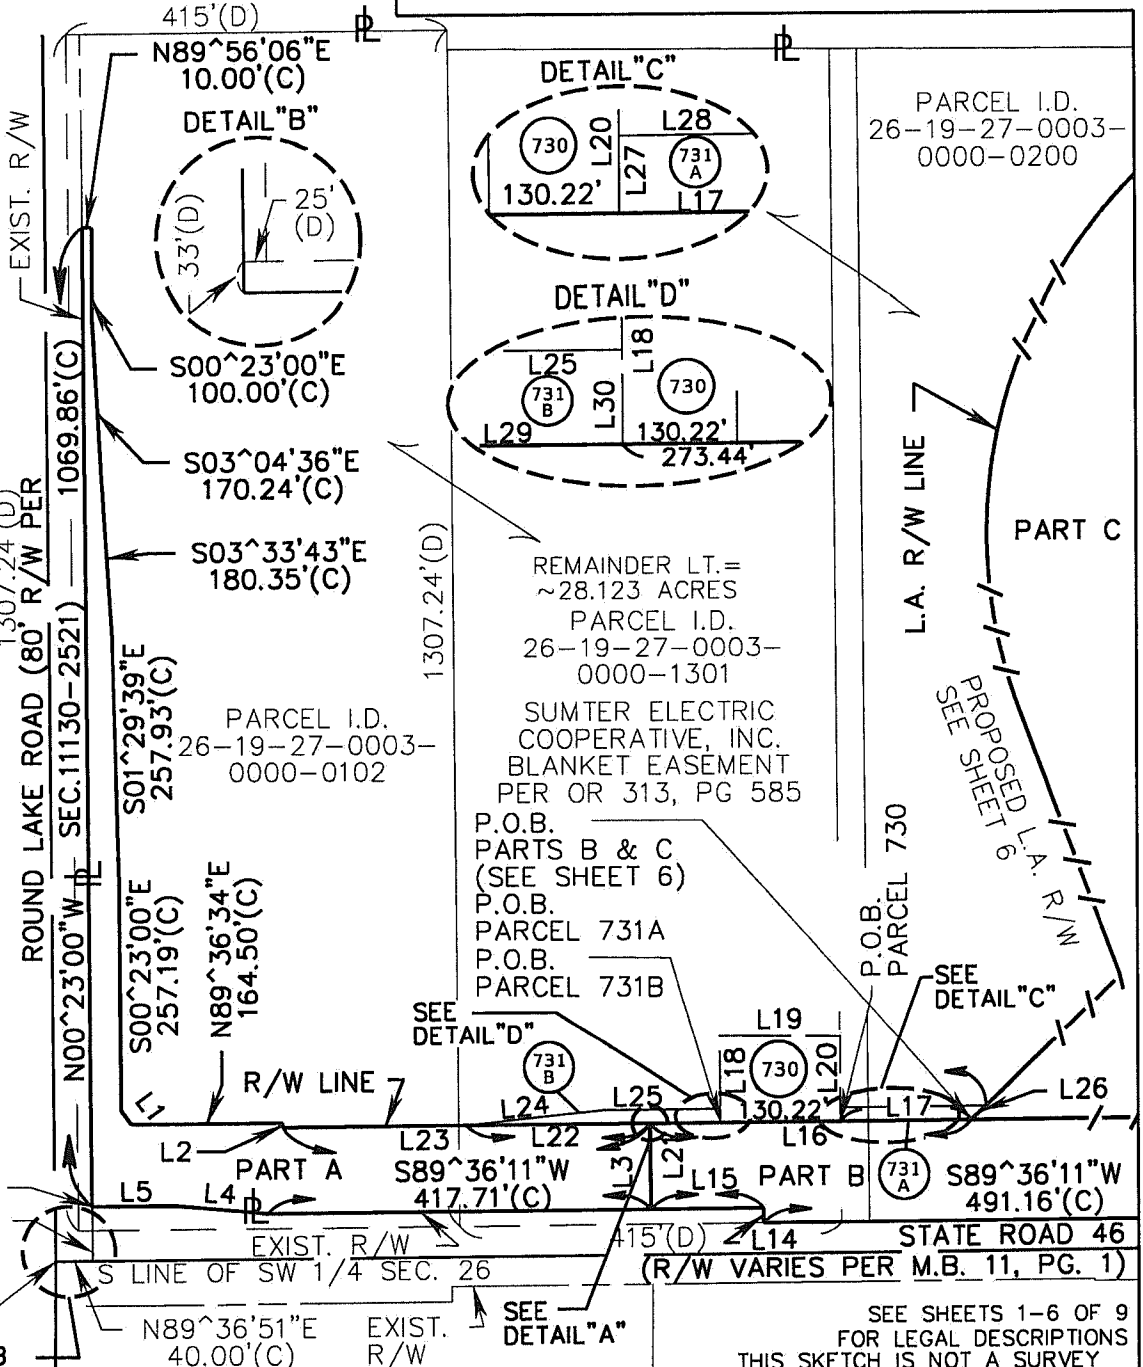 415'(D)
PL
PL
N89^56'06"E
10.00'(C)
DETAIL"B"
25'
(D)
33'(D)
EXIST. R/W
DETAIL"C"
730
L20
L28
L27
731
A
130.22'
L17
PARCEL I.D.
26-19-27-0003-
0000-0200
DETAIL"D"
L25
L18
731
B
L30
730
L29
130.22'
273.44'
S00^23'00"E
100.00'(C)
S03^04'36"E
170.24'(C)
S03^33'43"E
180.35'(C)
1069.86'(C)
1307.24'(D)
ROUND LAKE ROAD (80' R/W PER
SEC.11130-2521)
N00^23'00"W
PL
1307.24'(D)
L.A. R/W LINE
PART C
REMAINDER LT.=
~28.123 ACRES
PARCEL I.D.
26-19-27-0003-
0000-1301
SUMTER ELECTRIC
COOPERATIVE, INC.
BLANKET EASEMENT
PER OR 313, PG 585
S01^29'39"E
257.93'(C)
PARCEL I.D.
26-19-27-0003-
0000-0102
PROPOSED L.A. R/W
SEE SHEET 6
P.O.B.
PARTS B & C
(SEE SHEET 6)
P.O.B.
PARCEL 731A
P.O.B.
PARCEL 731B
P.O.B.
PARCEL 730
S00^23'00"E
257.19'(C)
N89^36'34"E
164.50'(C)
SEE
DETAIL"D"
SEE
DETAIL"C"
L19
L18
730
L20
731
B
R/W LINE
L1
L24
L25
130.22'
L17
L26
L2
L23
L22
L16
PART A
S89^36'11"W
417.71'(C)
L3
L21
L15
PART B
731
A
S89^36'11"W
491.16'(C)
L5
L4
PL
EXIST. R/W
415'(D)
L14
STATE ROAD 46
S LINE OF SW 1/4 SEC. 26
(R/W VARIES PER M.B. 11, PG. 1)
N89^36'51"E
40.00'(C)
EXIST.
R/W
SEE
DETAIL"A"
SEE SHEETS 1-6 OF 9
FOR LEGAL DESCRIPTIONS
THIS SKETCH IS NOT A SURVEY